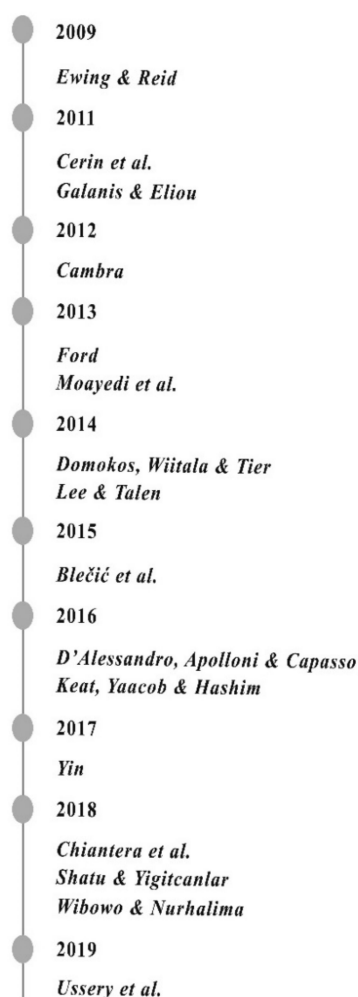 2009
Ewing & Reid
2011
Cerin et al.
Galanis & Eliou
2012
Cambra
2013
Ford
Moayedi et al.
2014
Domokos, Wiitala & Tier
Lee & Talen
2015
Blečić et al.
2016
D'Alessandro, Apolloni & Capasso
Keat, Yaacob & Hashim
2017
Yin
2018
Chiantera et al.
Shatu & Yigitcanlar
Wibowo & Nurhalima
2019
Ussery et al.